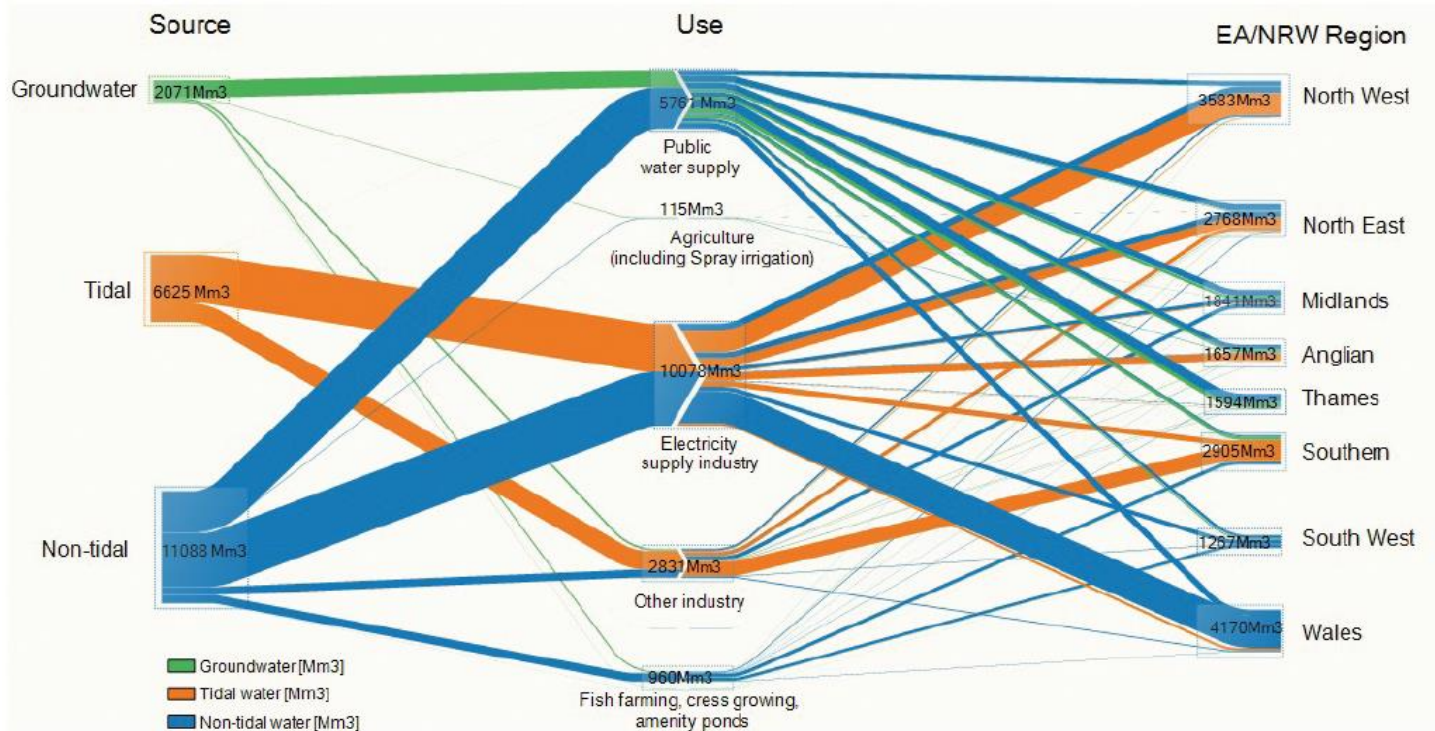 Source
Use
EA/NRW Region
Groundwater
2071Mm3
5761 Mm3
Public
water supply
3583Mm3
North West
115Mm3
Agriculture
(including Spray irrigation)
2768Mm3
North East
Tidal
6625 Mm3
1841Mm3
Midlands
10078Mm3
Electricity
supply industry
1657Mm3
Anglian
1594Mm3
Thames
2905Mm3
Southern
Non-tidal
11088 Mm3
2831Mm3
Other industry
1267Mm3
South West
4170Mm3
Wales
960Mm3
Fish farming, cress growing,
amenity ponds
Groundwater [Mm3]
Tidal water [Mm3]
Non-tidal water [Mm3]